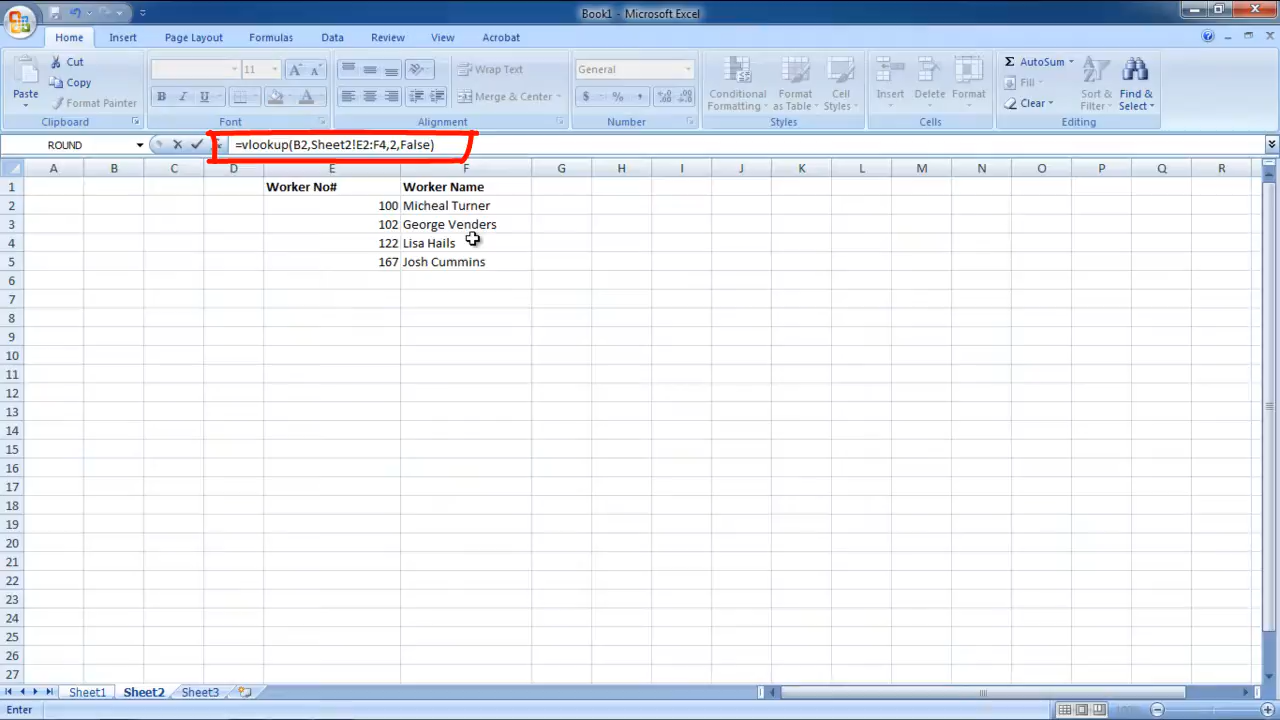 Book1 - Microsoft Excel
Home Insert Page Layout Formulas Data Review View Acrobat
Paste
Cut
Copy
Format Painter
Clipboard
11
A A
B I U
A
Font
Wrap Text
Merge & Center
Alignment
General
$ % ,
Number
Conditional Formatting
Format as Table
Cell Styles
Styles
Insert Delete Format
Cells
Σ AutoSum
Fill
Clear
Sort & Filter
Find & Select
Editing
ROUND =vlookup(B2,Sheet2!E2:F4,2,False)
A B C D E F G H I J K L M N O P Q R
1 Worker No# Worker Name
2 100 Micheal Turner
3 102 George Venders
4 122 Lisa Hails
5 167 Josh Cummins
6
7
8
9
10
11
12
13
14
15
16
17
18
19
20
21
22
23
24
25
26
27
Sheet1 Sheet2 Sheet3
Enter 100%